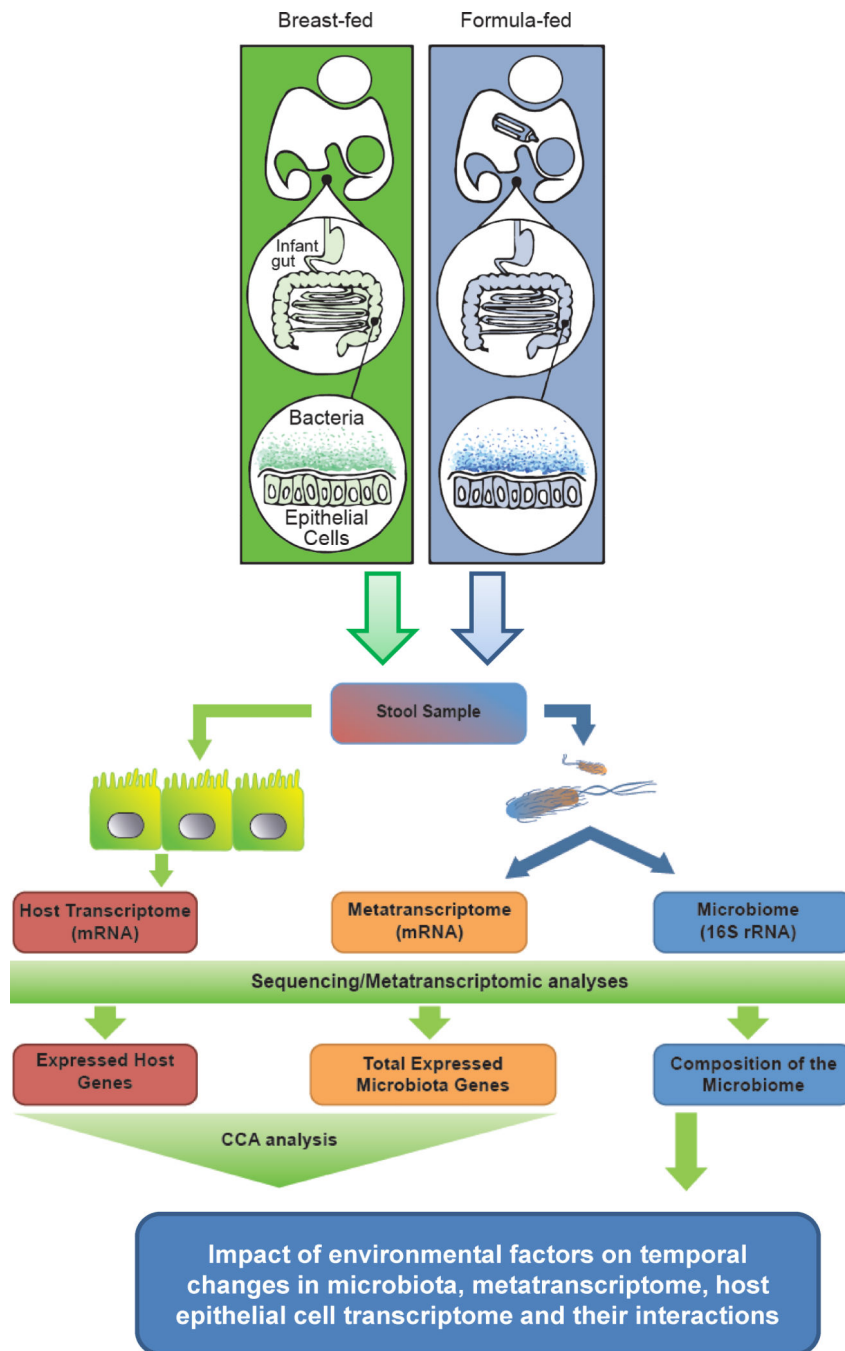 Breast-fed
Formula-fed
Infant
gut
Bacteria
Epithelial
Cells
Stool Sample
Host Transcriptome
(mRNA)
Metatranscriptome
(mRNA)
Microbiome
(16S rRNA)
Sequencing/Metatranscriptomic analyses
Expressed Host
Genes
Total Expressed
Microbiota Genes
Composition of the
Microbiome
CCA analysis
Impact of environmental factors on temporal
changes in microbiota, metatranscriptome, host
epithelial cell transcriptome and their interactions